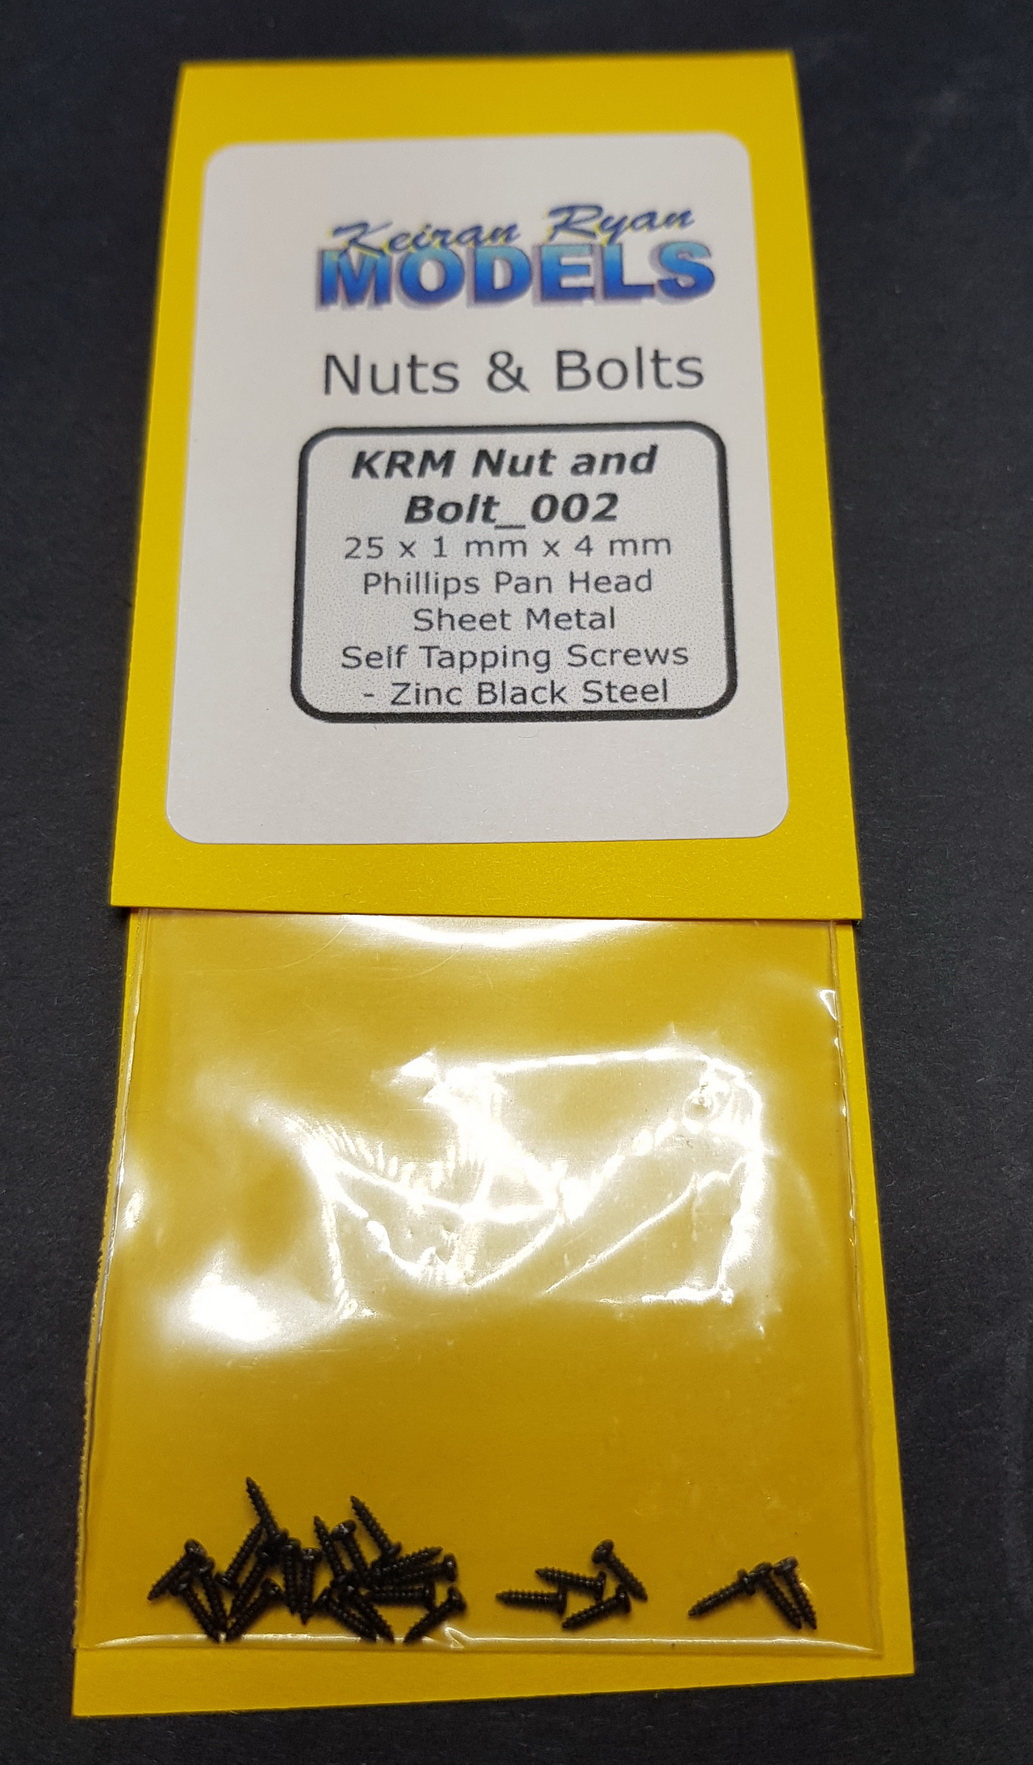 Keiran Ryan
MODELS
Nuts & Bolts
KRM Nut and
Bolt_002
25 x 1 mm x 4 mm
Phillips Pan Head
Sheet Metal
Self Tapping Screws
- Zinc Black Steel